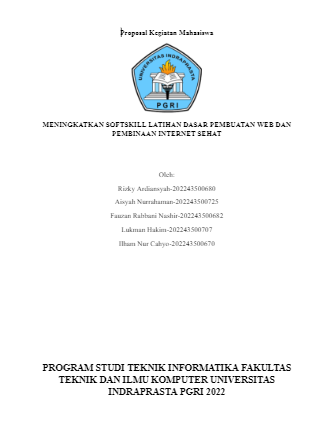 Proposal Kegiatan Mahasiswa
UNIVERSITAS INDRAPRASTA
PGRI
MENINGKATKAN SOFTSKILL LATIHAN DASAR PEMBUATAN WEB DAN
PEMBINAAN INTERNET SEHAT
Oleh:
Rizky Ardiansyah-202243500680
Aisyah Nurrahaman-202243500725
Fauzan Rabbani Nashir-202243500682
Lukman Hakim-202243500707
Ilham Nur Cahyo-202243500670
PROGRAM STUDI TEKNIK INFORMATIKA FAKULTAS
TEKNIK DAN ILMU KOMPUTER UNIVERSITAS
INDRAPRASTA PGRI 2022